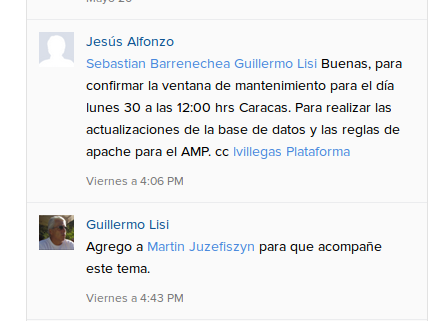 Jesús Alfonzo
Sebastian Barrenechea Guillermo Lisi Buenas, para
confirmar la ventana de mantenimiento para el día
lunes 30 a las 12:00 hrs Caracas. Para realizar las
actualizaciones de la base de datos y las reglas de
apache para el AMP. cc lvillegas Plataforma
Viernes a 4:06 PM
Guillermo Lisi
Agrego a Martin Juzefiszyn para que acompañe
este tema.
Viernes a 4:43 PM